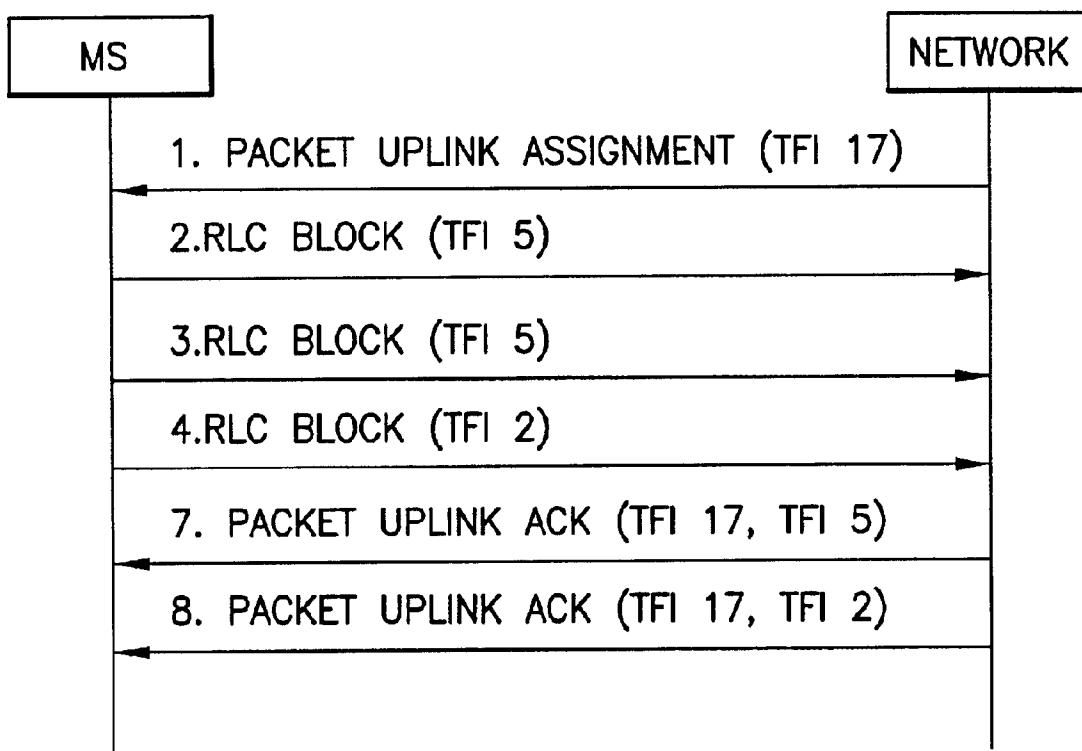 MS
NETWORK
1. PACKET UPLINK ASSIGNMENT (TFI 17)
2.RLC BLOCK (TFI 5)
3.RLC BLOCK (TFI 5)
4.RLC BLOCK (TFI 2)
7. PACKET UPLINK ACK (TFI 17, TFI 5)
8. PACKET UPLINK ACK (TFI 17, TFI 2)